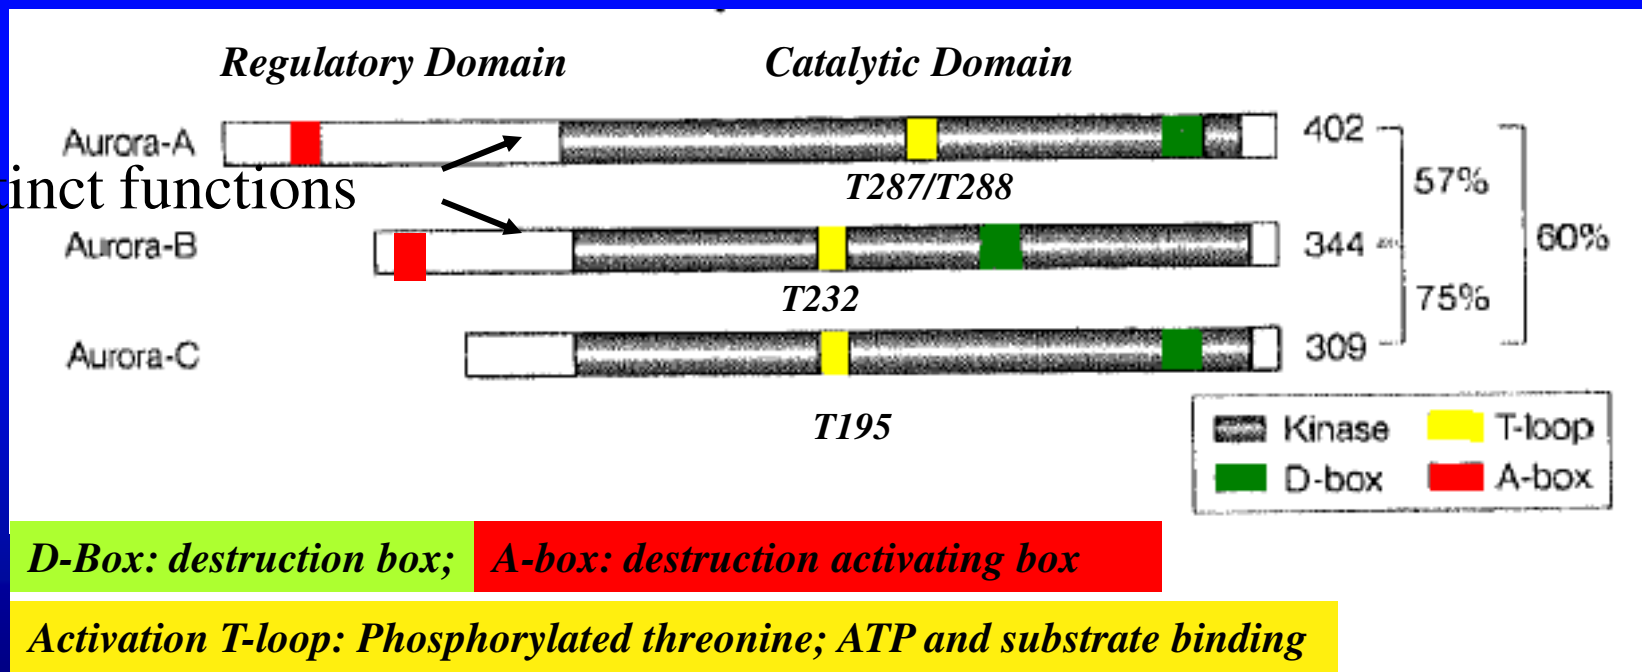 Regulatory Domain Catalytic Domain
Aurora-A 402
57%
T287/T288
functions
Aurora-B 344 60%
T232 75%
Aurora-C 309
T195
Kinase T-loop
D-box A-box
D-Box: destruction box; A-box: destruction activating box
Activation T-loop: Phosphorylated threonine; ATP and substrate binding